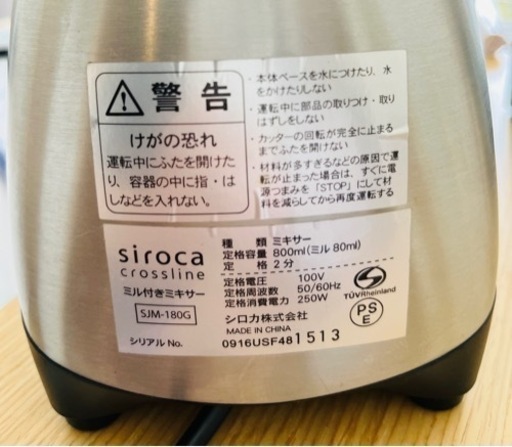 警告
けがの恐れ
運転中にふたを開けた
り、容器の中に指・は
しなどを入れない。
・本体ベースを水につけたり、水
をかけたりしない
・運転中に部品の取りつけ・取り
はずしをしない
・カッターの回転が完全に止まる
までふたを開けない
・材料が多すぎるなどの原因で運
転が止まった場合は、すぐに電
源つまみを「STOP」にして材
料を減らしてから再度運転する
siroca
crossline
ミル付きミキサー
SJM-180G
シリアル No.
種類 ミキサー
定格容量 800ml(ミル 80ml)
定格 2分
定格電圧 100V
定格周波数 50/60Hz
定格消費電力 250W
シロカ株式会社
MADE IN CHINA
0916USF481513
TÜVRheinland
PS
E